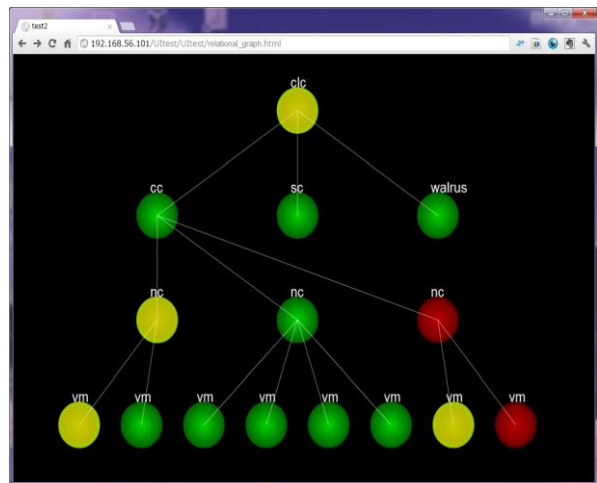 test2
192.168.56.101/UItest/UItest/relational_graph.html
clc
cc sc walrus
nc nc nc
vm vm vm vm vm vm vm vm